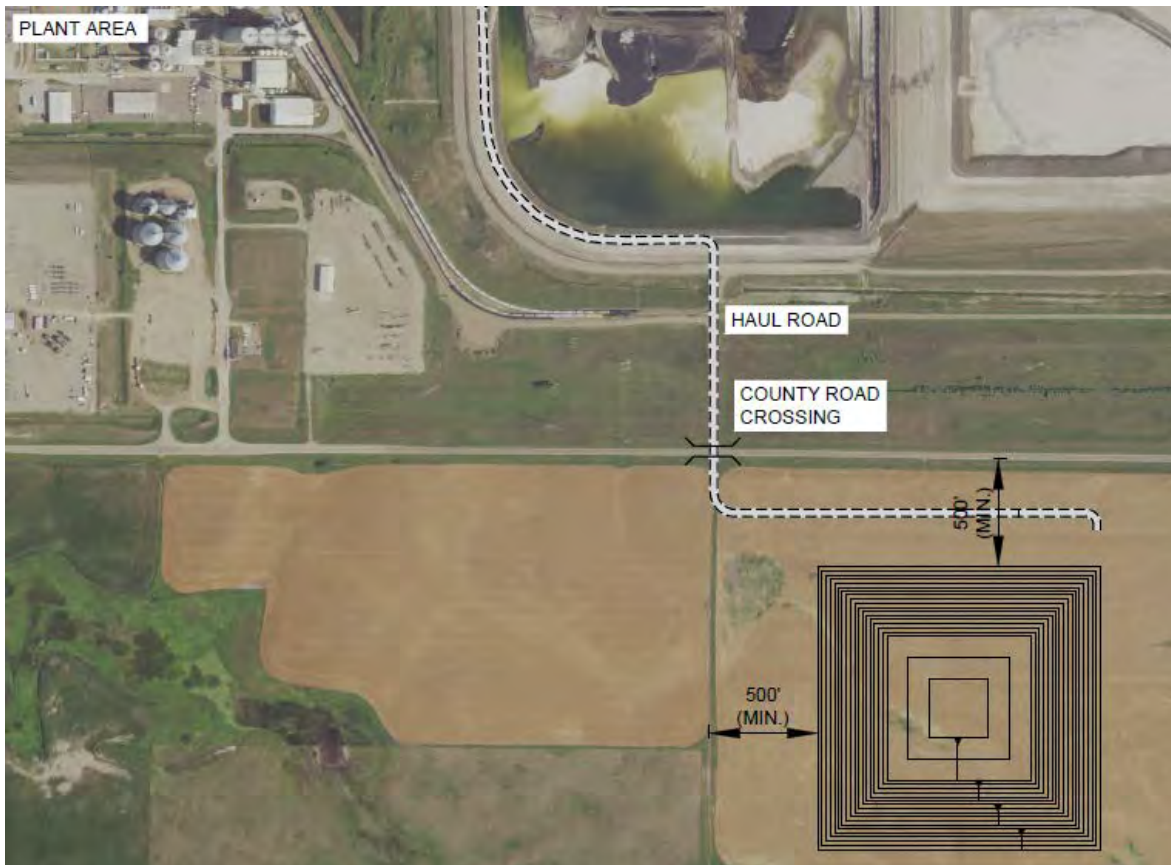 PLANT AREA
HAUL ROAD
COUNTY ROAD
CROSSING
500'
(MIN.)
500'
(MIN.)